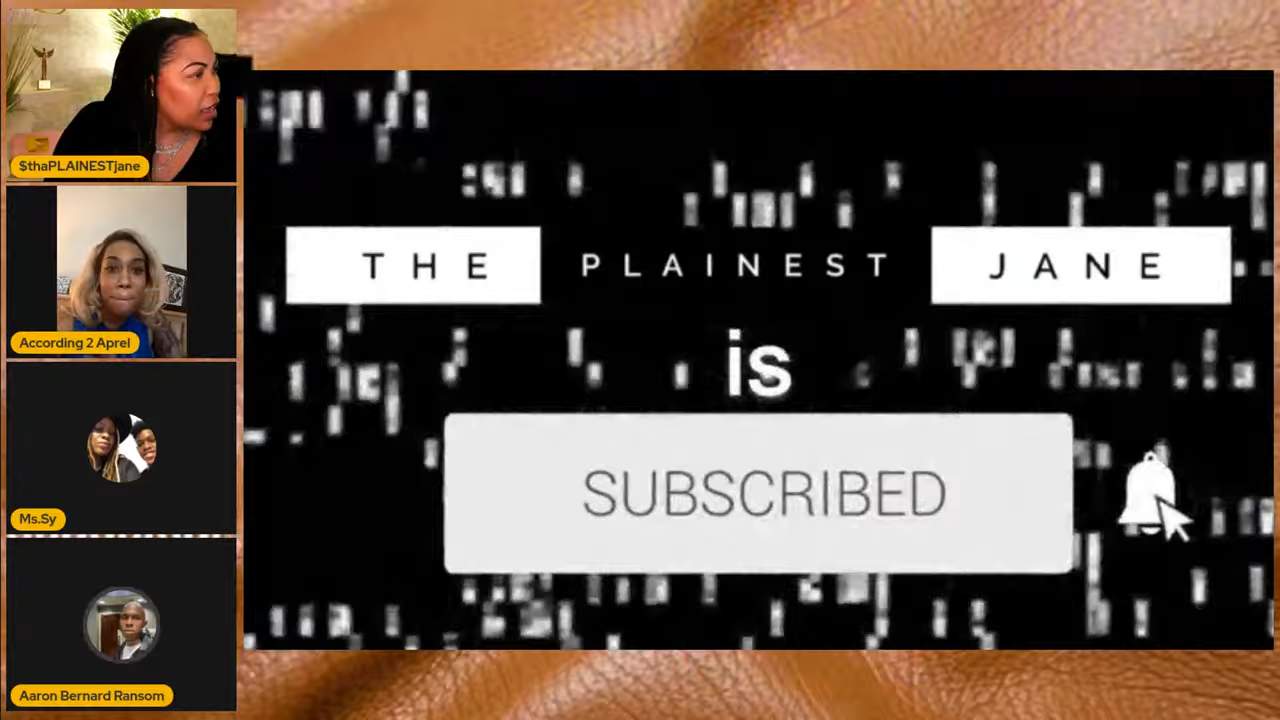 $thaPLAINESTjane
According 2 Aprel
Ms.Sy
Aaron Bernard Ransom
THE PLAINEST JANE
is
SUBSCRIBED